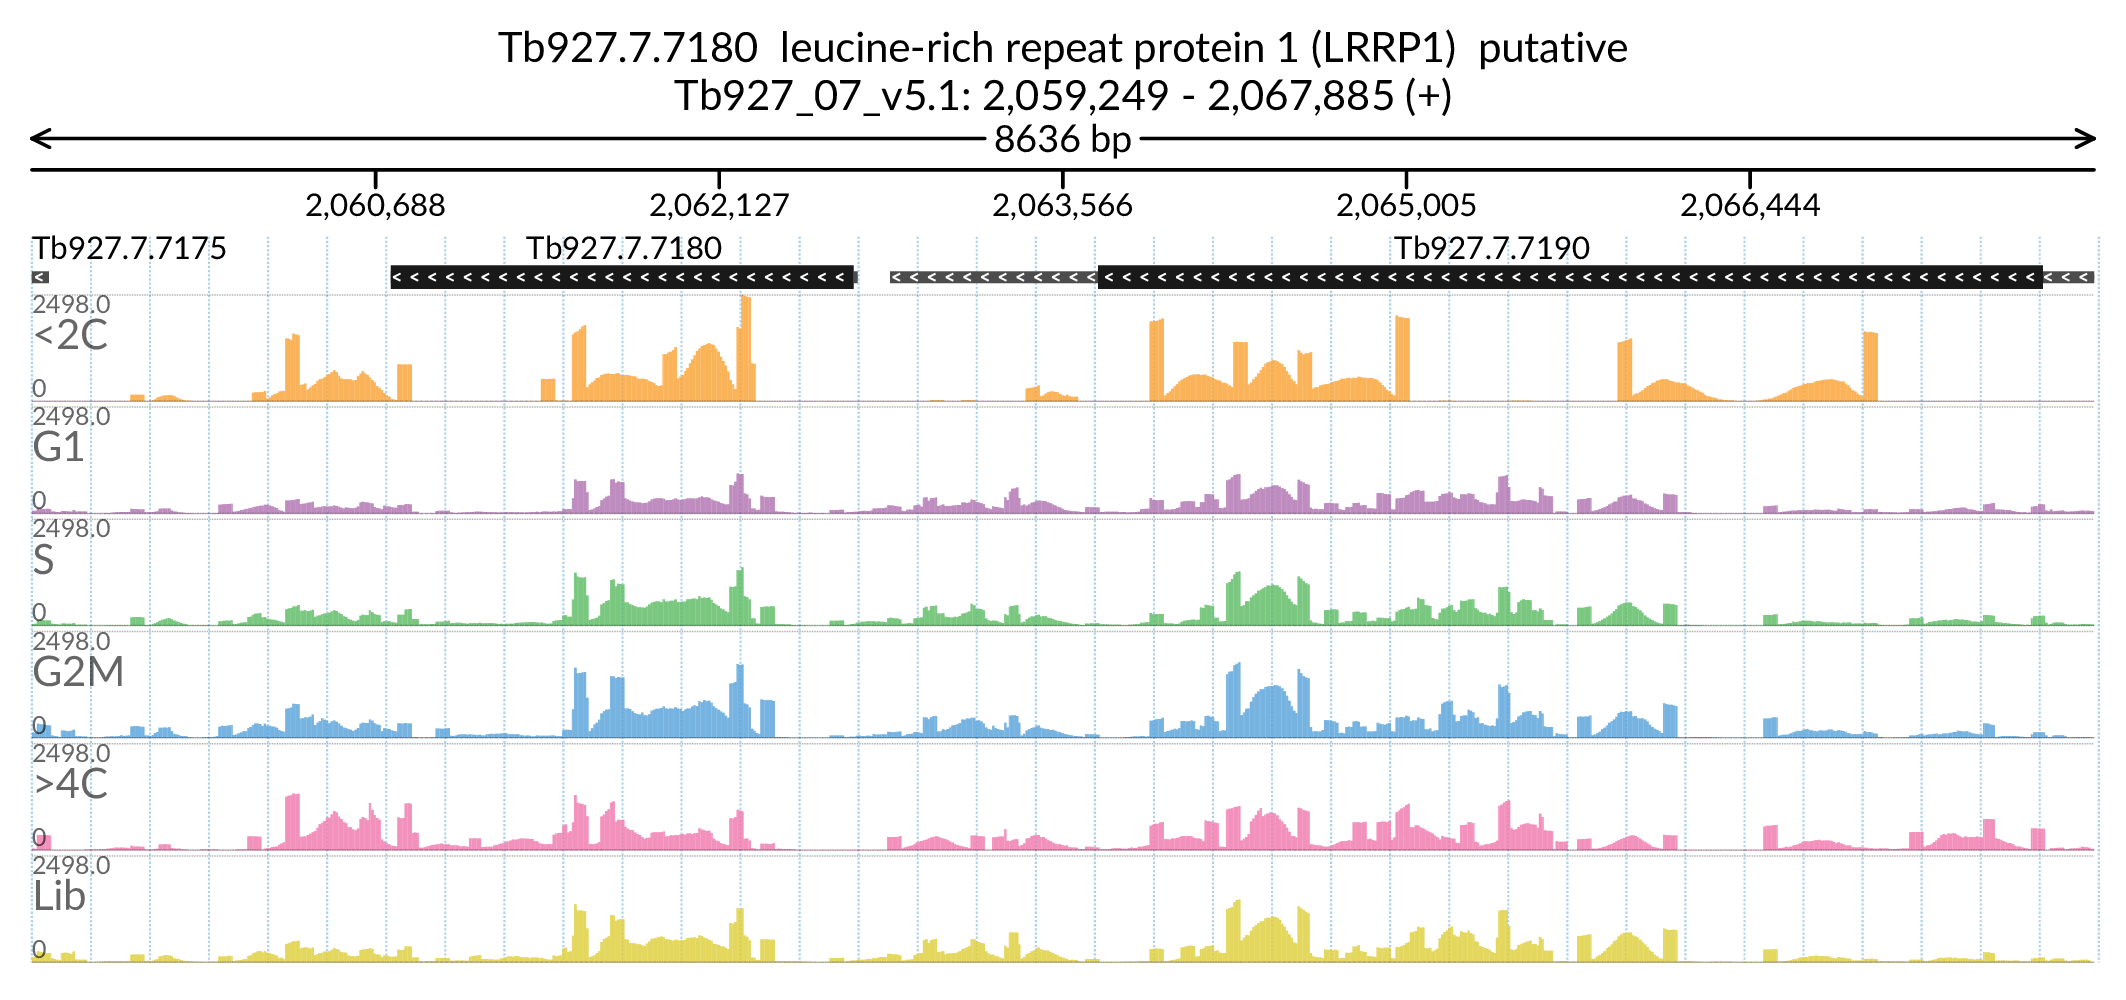 Tb927.7.7180  leucine-rich repeat protein 1 (LRRP1)  putative
Tb927_07_v5.1: 2,059,249 - 2,067,885 (+)
8636 bp
2,060,688 2,062,127 2,063,566 2,065,005 2,066,444
Tb927.7.7175 Tb927.7.7180 Tb927.7.7190
2498.0
<2C
0
2498.0
G1
0
2498.0
S
0
2498.0
G2M
0
2498.0
>4C
0
2498.0
Lib
0